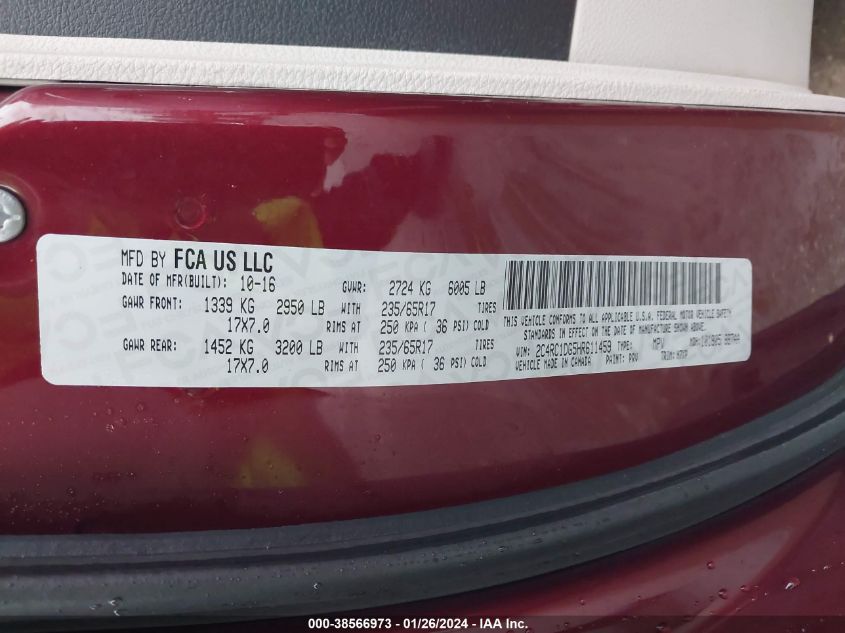 MFD BY FCA US LLC
DATE OF MFR(BUILT): 10-16 GVWR: 2724 KG 6005 LB
GAWR FRONT: 1339 KG 2950 LB WITH 235/65R17 TIRES
17X7.0 RIMS AT 250 KPA ( 36 PSI) COLD
GAWR REAR: 1452 KG 3200 LB WITH 235/65R17 TIRES
17X7.0 RIMS AT 250 KPA ( 36 PSI) COLD
THIS VEHICLE CONFORMS TO ALL APPLICABLE U.S.A. FEDERAL MOTOR VEHICLE SAFETY
STANDARDS IN EFFECT ON THE DATE OF MANUFACTURE SHOWN ABOVE.
VIN: 2C4RC1DG5HR611459 TYPE: MPV
VEHICLE MADE IN CANADA PAINT: PRV TRIM:
000-38566973 - 01/26/2024 - IAA Inc.